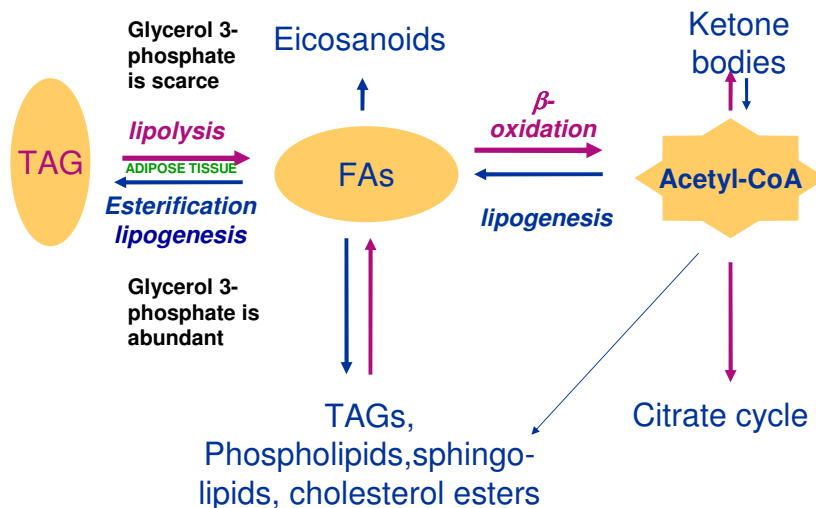 Glycerol 3-
phosphate
is scarce
Eicosanoids
Ketone
bodies
lipolysis
β-
oxidation
TAG
ADIPOSE TISSUE
FAs
Acetyl-CoA
Esterification
lipogenesis
lipogenesis
Glycerol 3-
phosphate is
abundant
TAGs,
Phospholipids,sphingo-
lipids, cholesterol esters
Citrate cycle